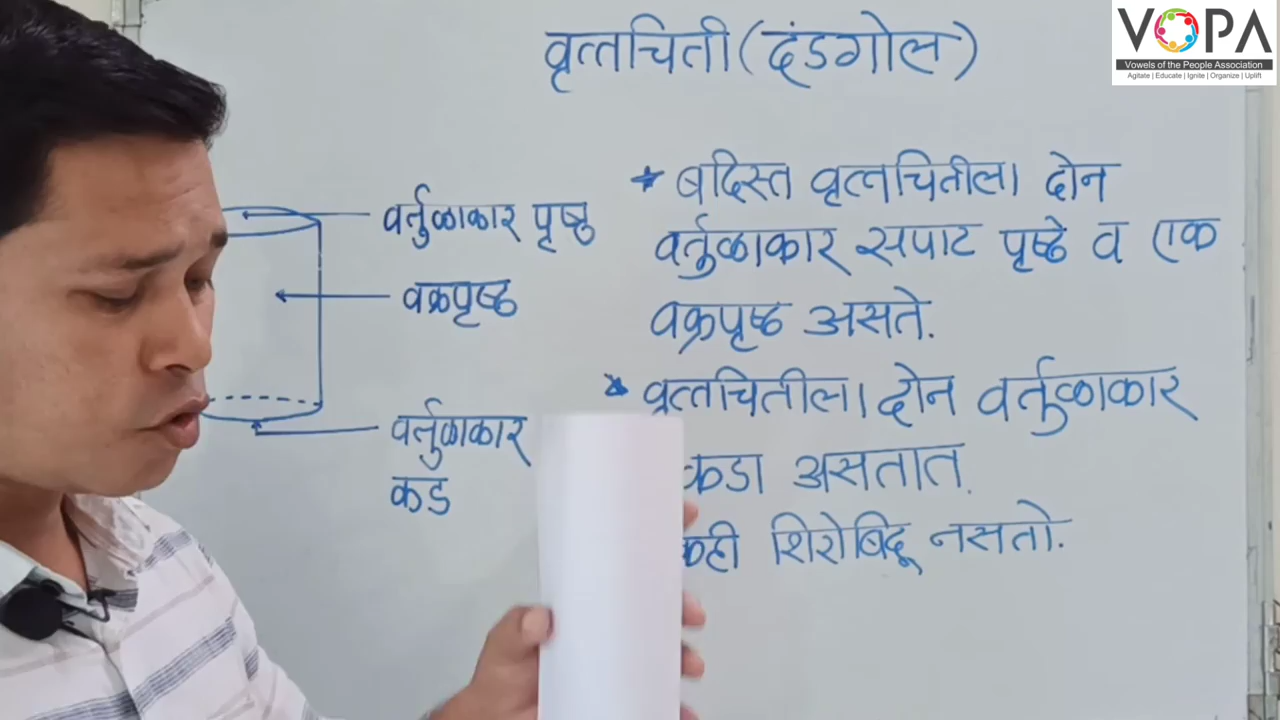 VOPA
Vowels of the People Association
Agitate | Educate | Ignite | Organize | Uplift
वृत्तचिती (दंडगोल)
वर्तुळाकार पृष्ठ
वक्रपृष्ठ
वर्तुळाकार
कड
* बदिस्त वृत्तचितीला दोन
वर्तुळाकार सपाट पृष्ठे व एक
वक्रपृष्ठ असते.
* वृत्तचितीला दोन वर्तुळाकार
कडा असतात.
शिरोबिदू नसतो.